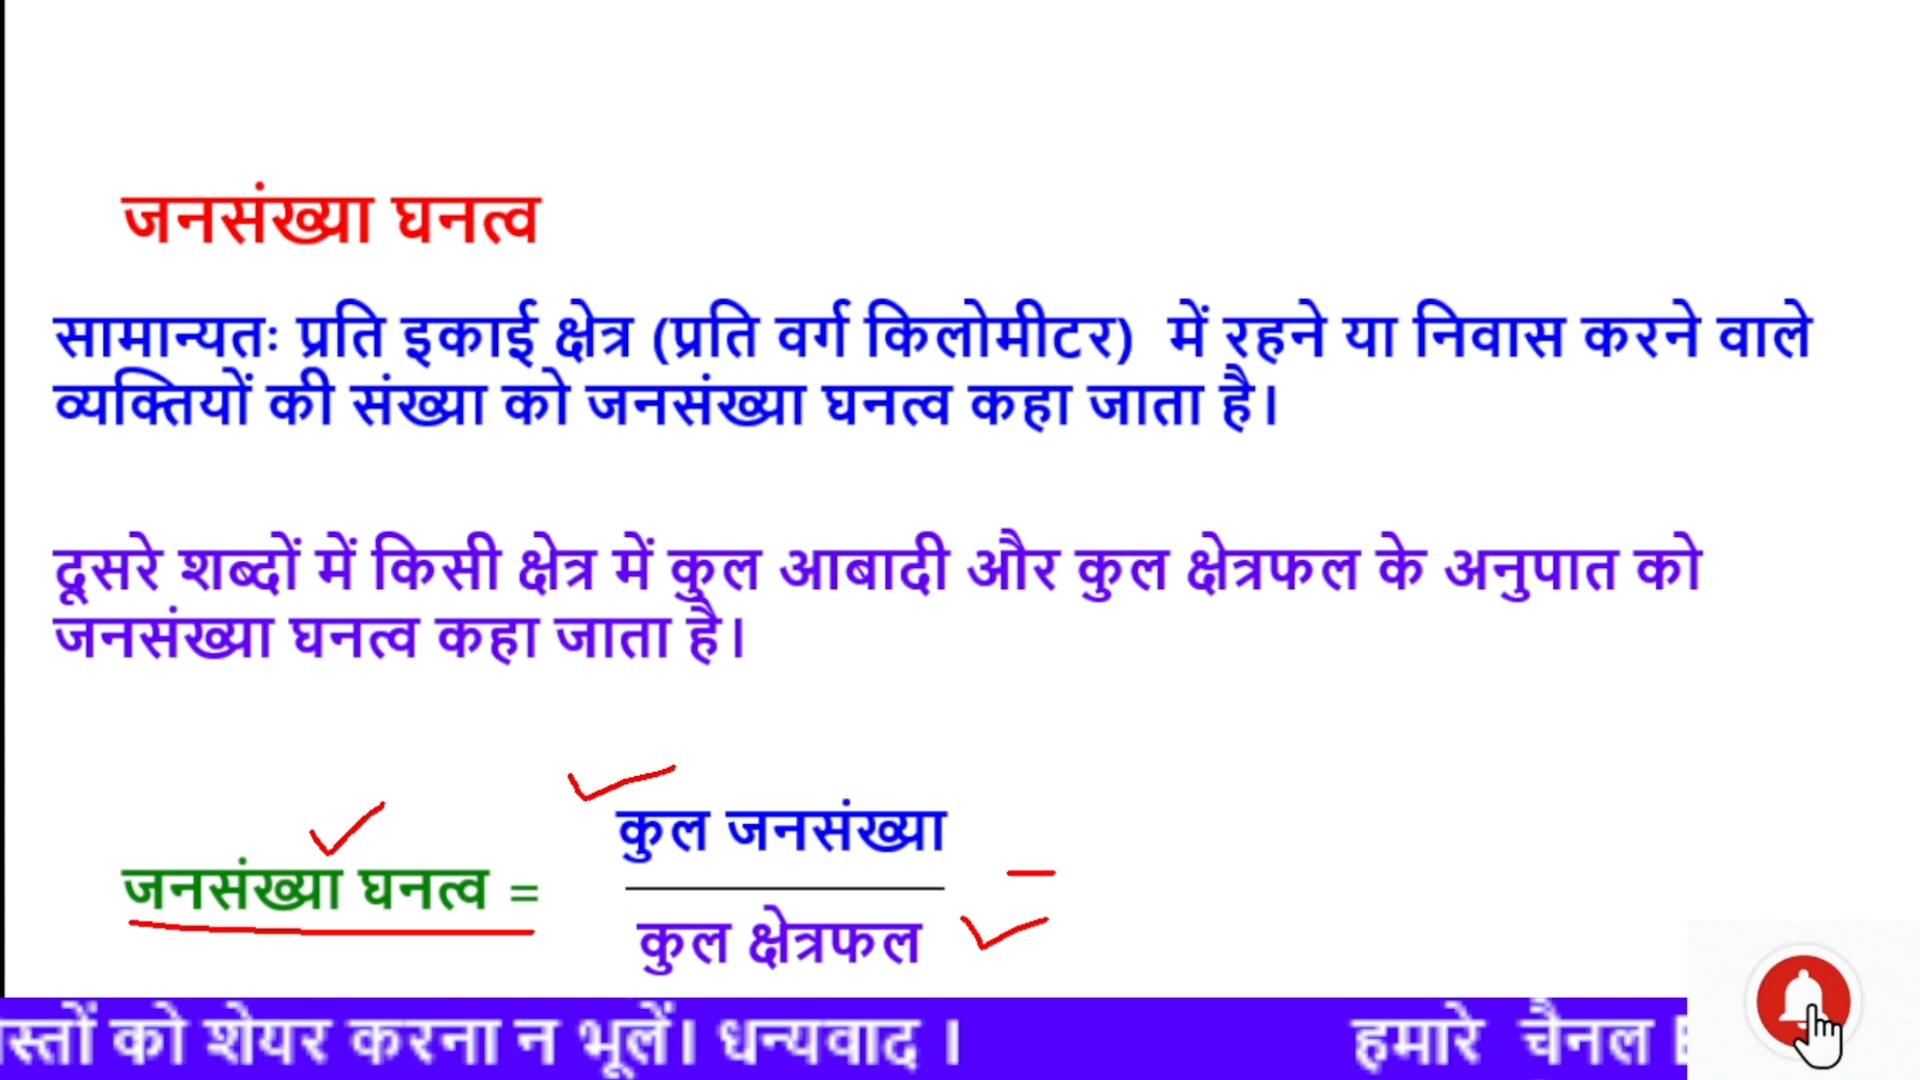 जनसंख्या घनत्व
सामान्यतः प्रति इकाई क्षेत्र (प्रति वर्ग किलोमीटर) में रहने या निवास करने वाले
व्यक्तियों की संख्या को जनसंख्या घनत्व कहा जाता है।
दूसरे शब्दों में किसी क्षेत्र में कुल आबादी और कुल क्षेत्रफल के अनुपात को
जनसंख्या घनत्व कहा जाता है।
कुल जनसंख्या
जनसंख्या घनत्व =
कुल क्षेत्रफल
को शेयर करना न भूलें। धन्यवाद । हमारे चैनल